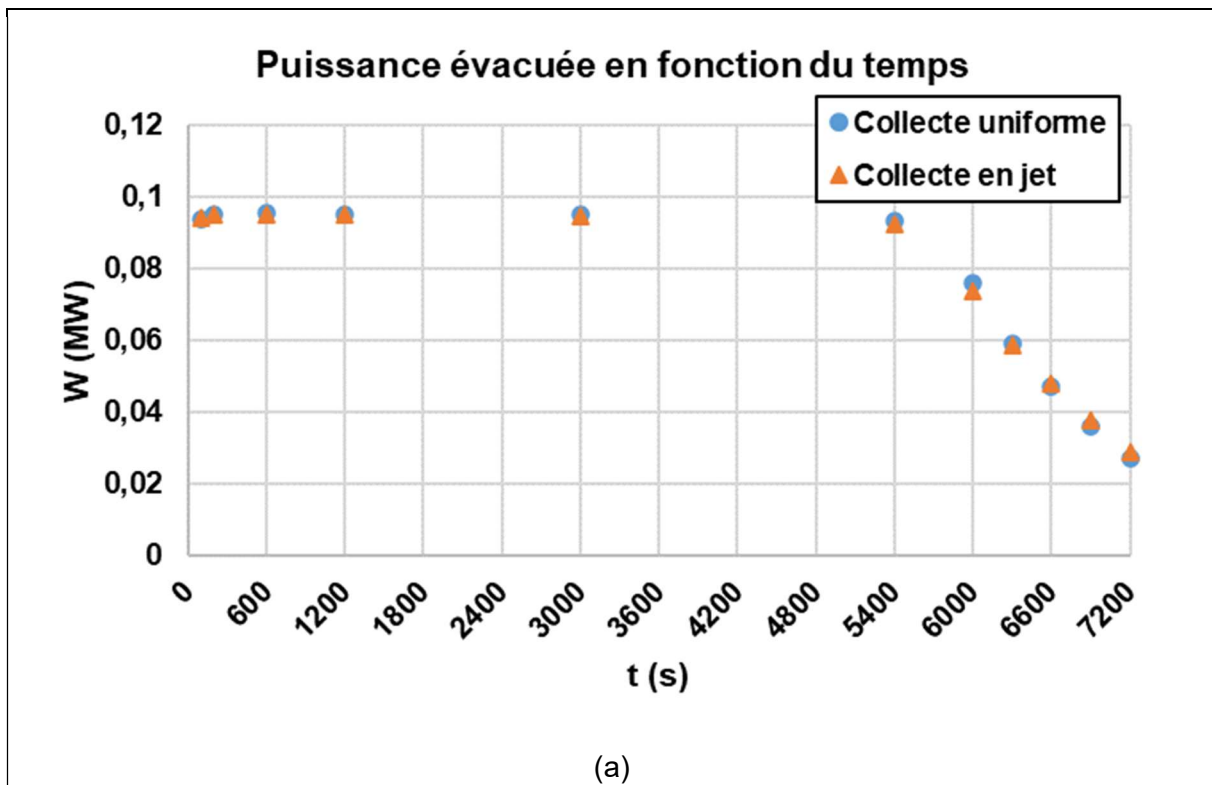 Puissance évacuée en fonction du temps
Collecte uniforme
Collecte en jet
0,12
0,1
0,08
0,06
0,04
0,02
0
W (MW)
0 600 1200 1800 2400 3000 3600 4200 4800 5400 6000 6600 7200
t (s)
(a)